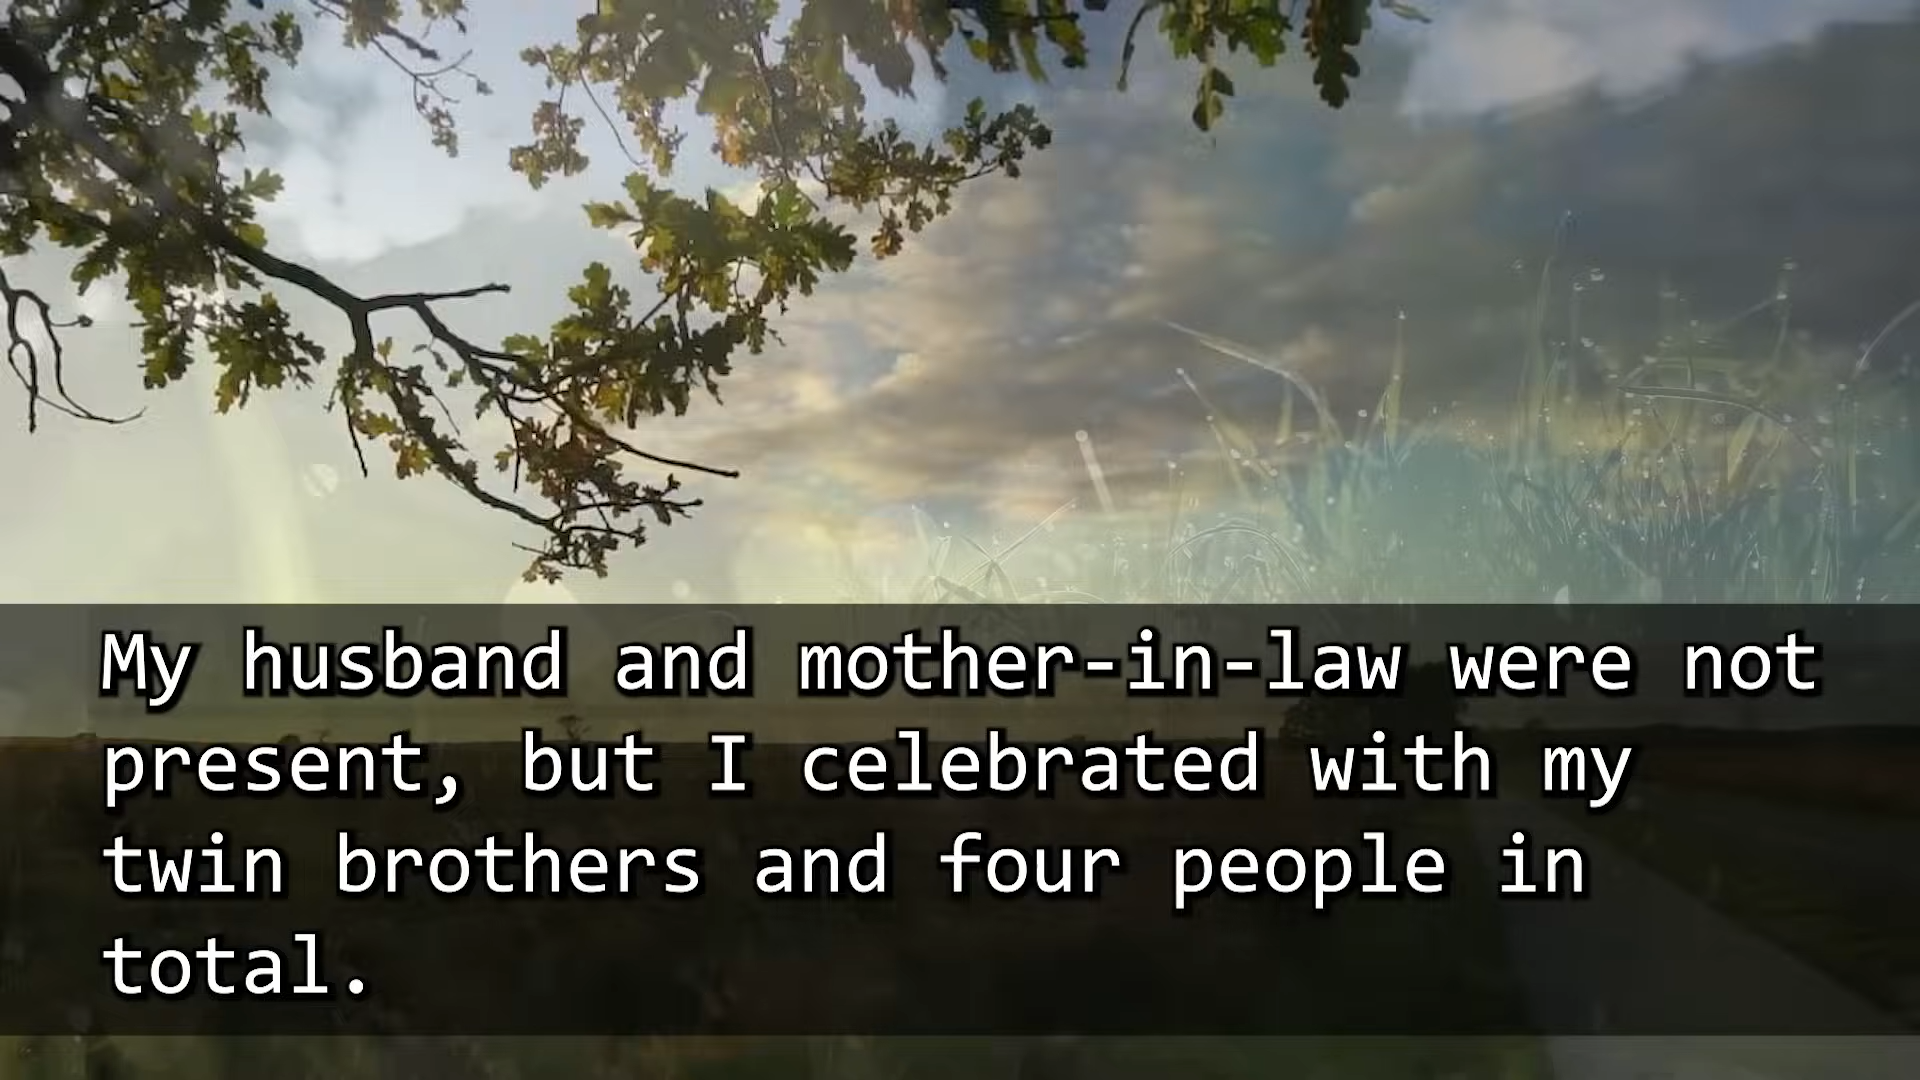 My husband and mother-in-law were not
present, but I celebrated with my
twin brothers and four people in
total.